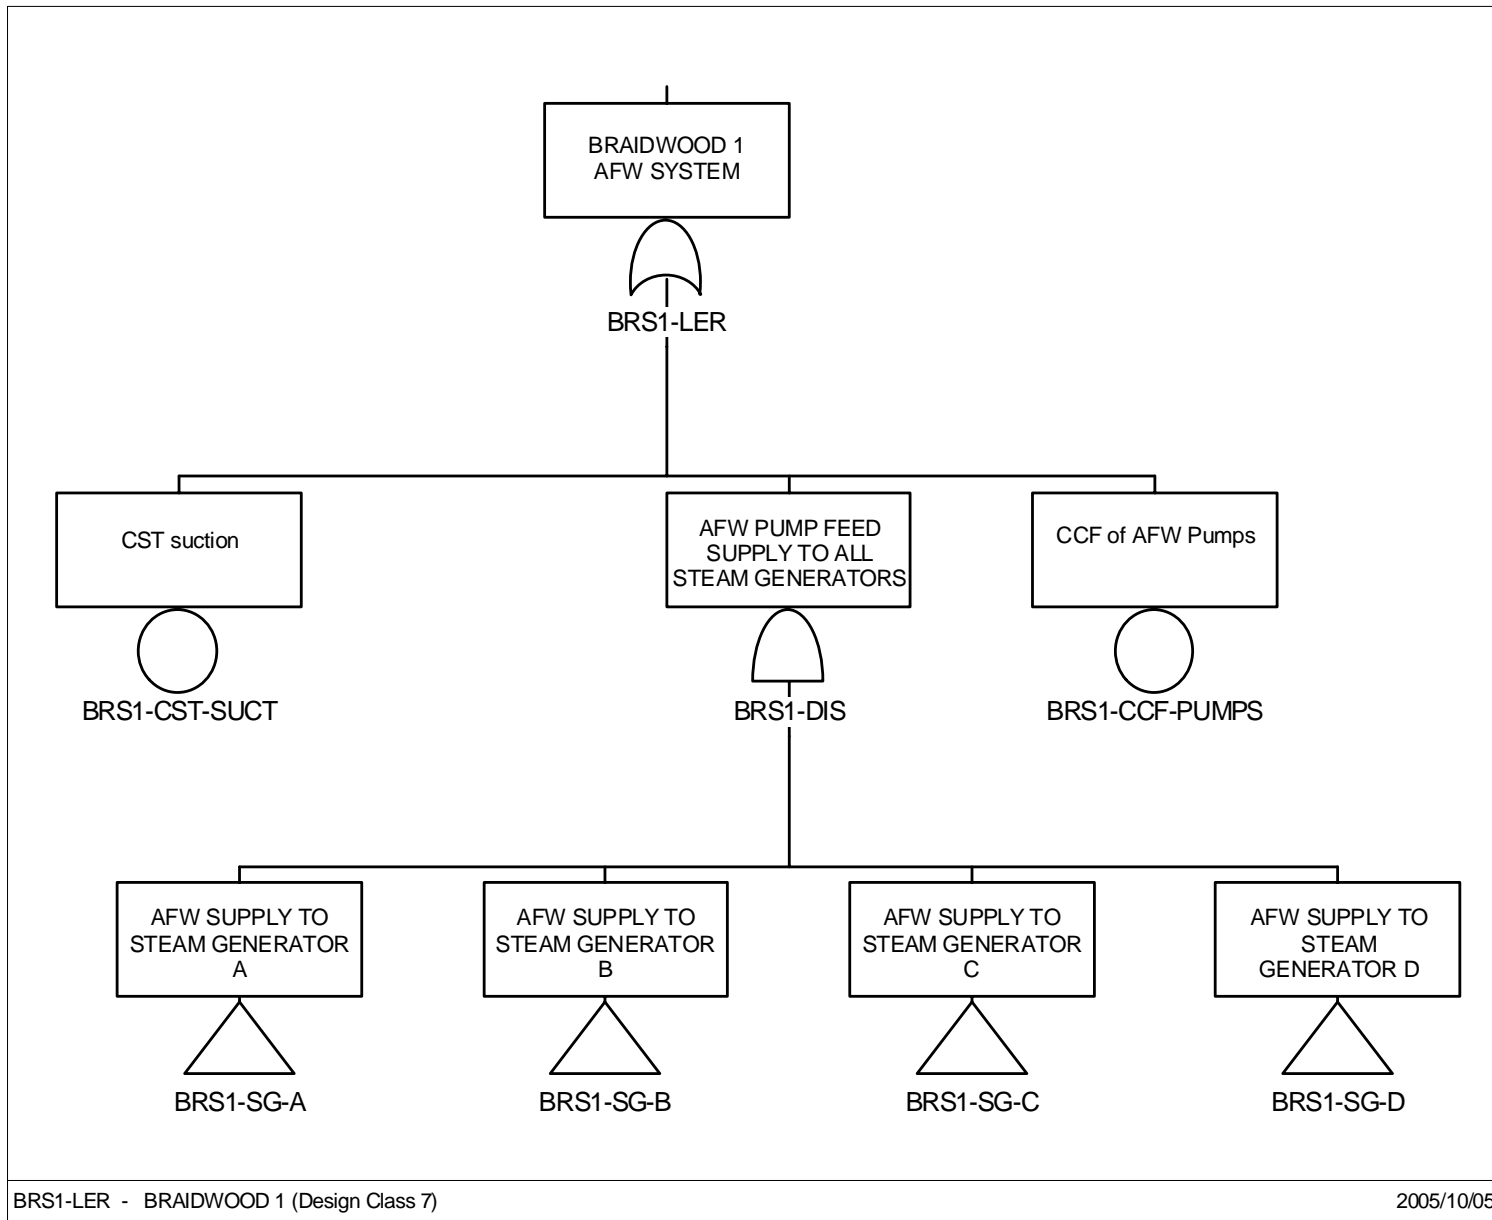 BRAIDWOOD 1
AFW SYSTEM
BRS1-LER
CST suction
BRS1-CST-SUCT
AFW PUMP FEED
SUPPLY TO ALL
STEAM GENERATORS
BRS1-DIS
CCF of AFW Pumps
BRS1-CCF-PUMPS
AFW SUPPLY TO
STEAM GENERATOR
A
BRS1-SG-A
AFW SUPPLY TO
STEAM GENERATOR
B
BRS1-SG-B
AFW SUPPLY TO
STEAM GENERATOR
C
BRS1-SG-C
AFW SUPPLY TO
STEAM
GENERATOR D
BRS1-SG-D
BRS1-LER - BRAIDWOOD 1 (Design Class 7)
2005/10/05